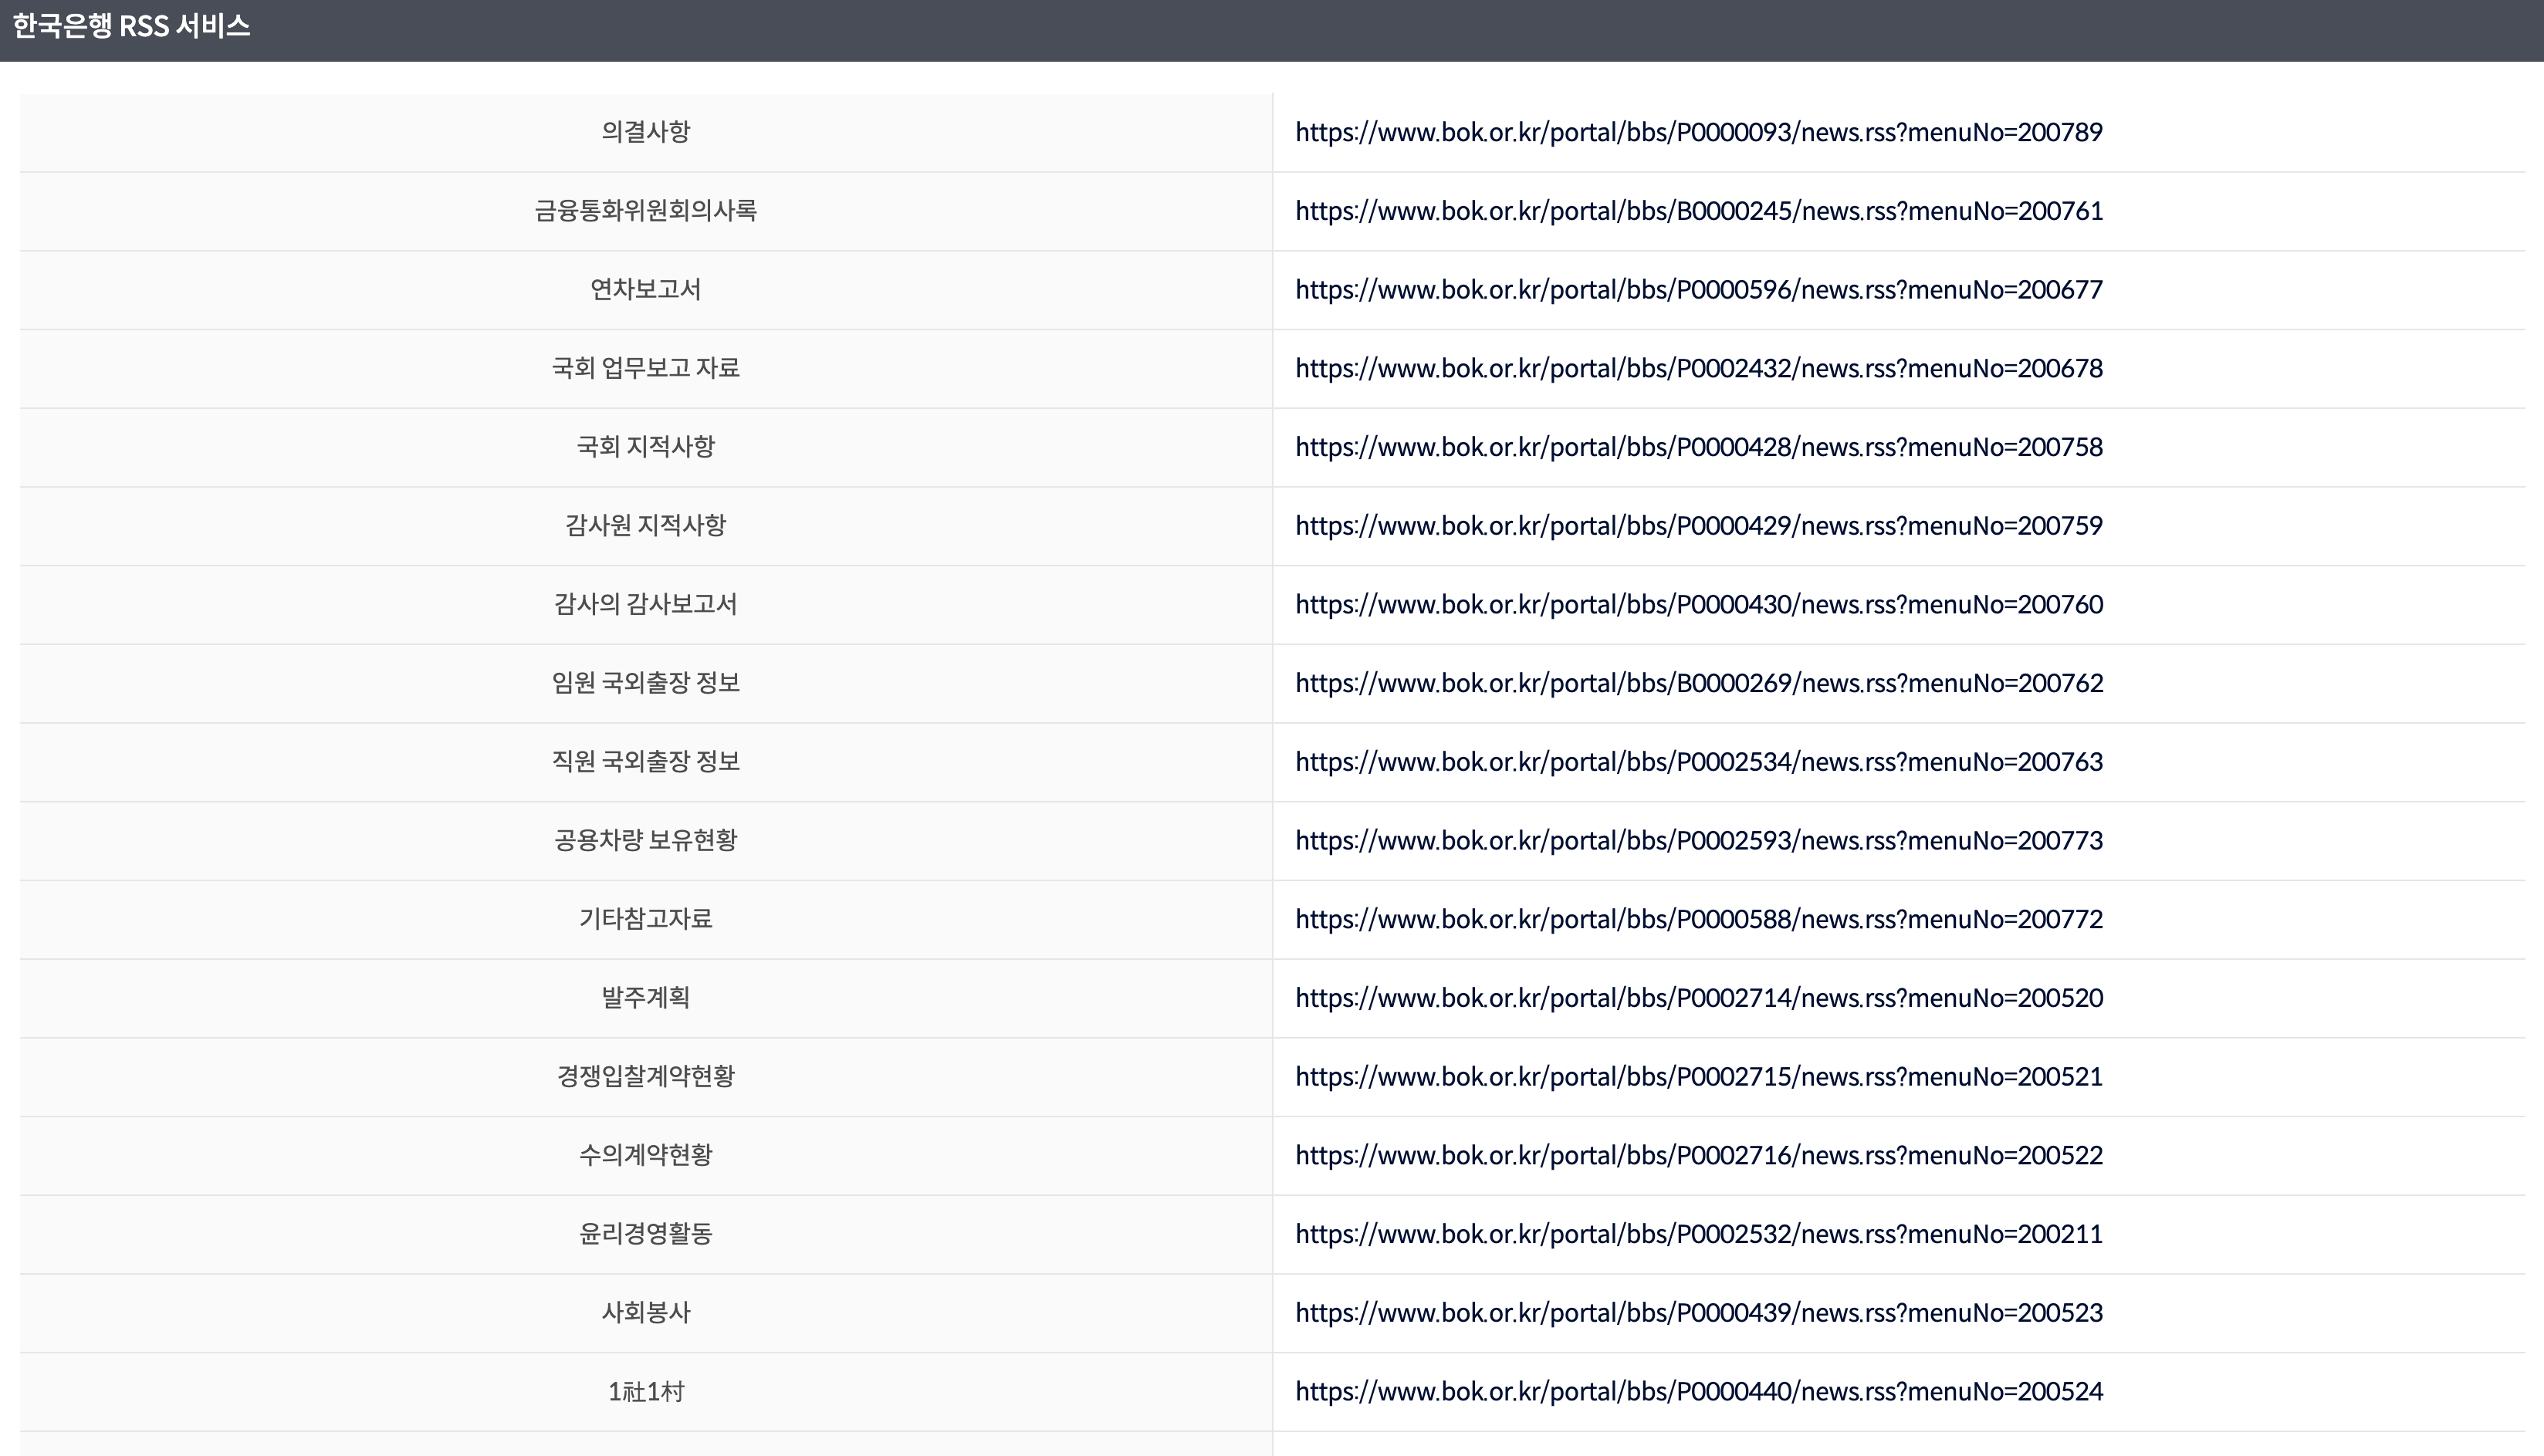 한국은행 RSS 서비스
의결사항 https://www.bok.or.kr/portal/bbs/P0000093/news.rss?menuNo=200789
금융통화위원회의사록 https://www.bok.or.kr/portal/bbs/B0000245/news.rss?menuNo=200761
연차보고서 https://www.bok.or.kr/portal/bbs/P0000596/news.rss?menuNo=200677
국회 업무보고 자료 https://www.bok.or.kr/portal/bbs/P0002432/news.rss?menuNo=200678
국회 지적사항 https://www.bok.or.kr/portal/bbs/P0000428/news.rss?menuNo=200758
감사원 지적사항 https://www.bok.or.kr/portal/bbs/P0000429/news.rss?menuNo=200759
감사의 감사보고서 https://www.bok.or.kr/portal/bbs/P0000430/news.rss?menuNo=200760
임원 국외출장 정보 https://www.bok.or.kr/portal/bbs/B0000269/news.rss?menuNo=200762
직원 국외출장 정보 https://www.bok.or.kr/portal/bbs/P0002534/news.rss?menuNo=200763
공용차량 보유현황 https://www.bok.or.kr/portal/bbs/P0002593/news.rss?menuNo=200773
기타참고자료 https://www.bok.or.kr/portal/bbs/P0000588/news.rss?menuNo=200772
발주계획 https://www.bok.or.kr/portal/bbs/P0002714/news.rss?menuNo=200520
경쟁입찰계약현황 https://www.bok.or.kr/portal/bbs/P0002715/news.rss?menuNo=200521
수의계약현황 https://www.bok.or.kr/portal/bbs/P0002716/news.rss?menuNo=200522
윤리경영활동 https://www.bok.or.kr/portal/bbs/P0002532/news.rss?menuNo=200211
사회봉사 https://www.bok.or.kr/portal/bbs/P0000439/news.rss?menuNo=200523
1社1村 https://www.bok.or.kr/portal/bbs/P0000440/news.rss?menuNo=200524